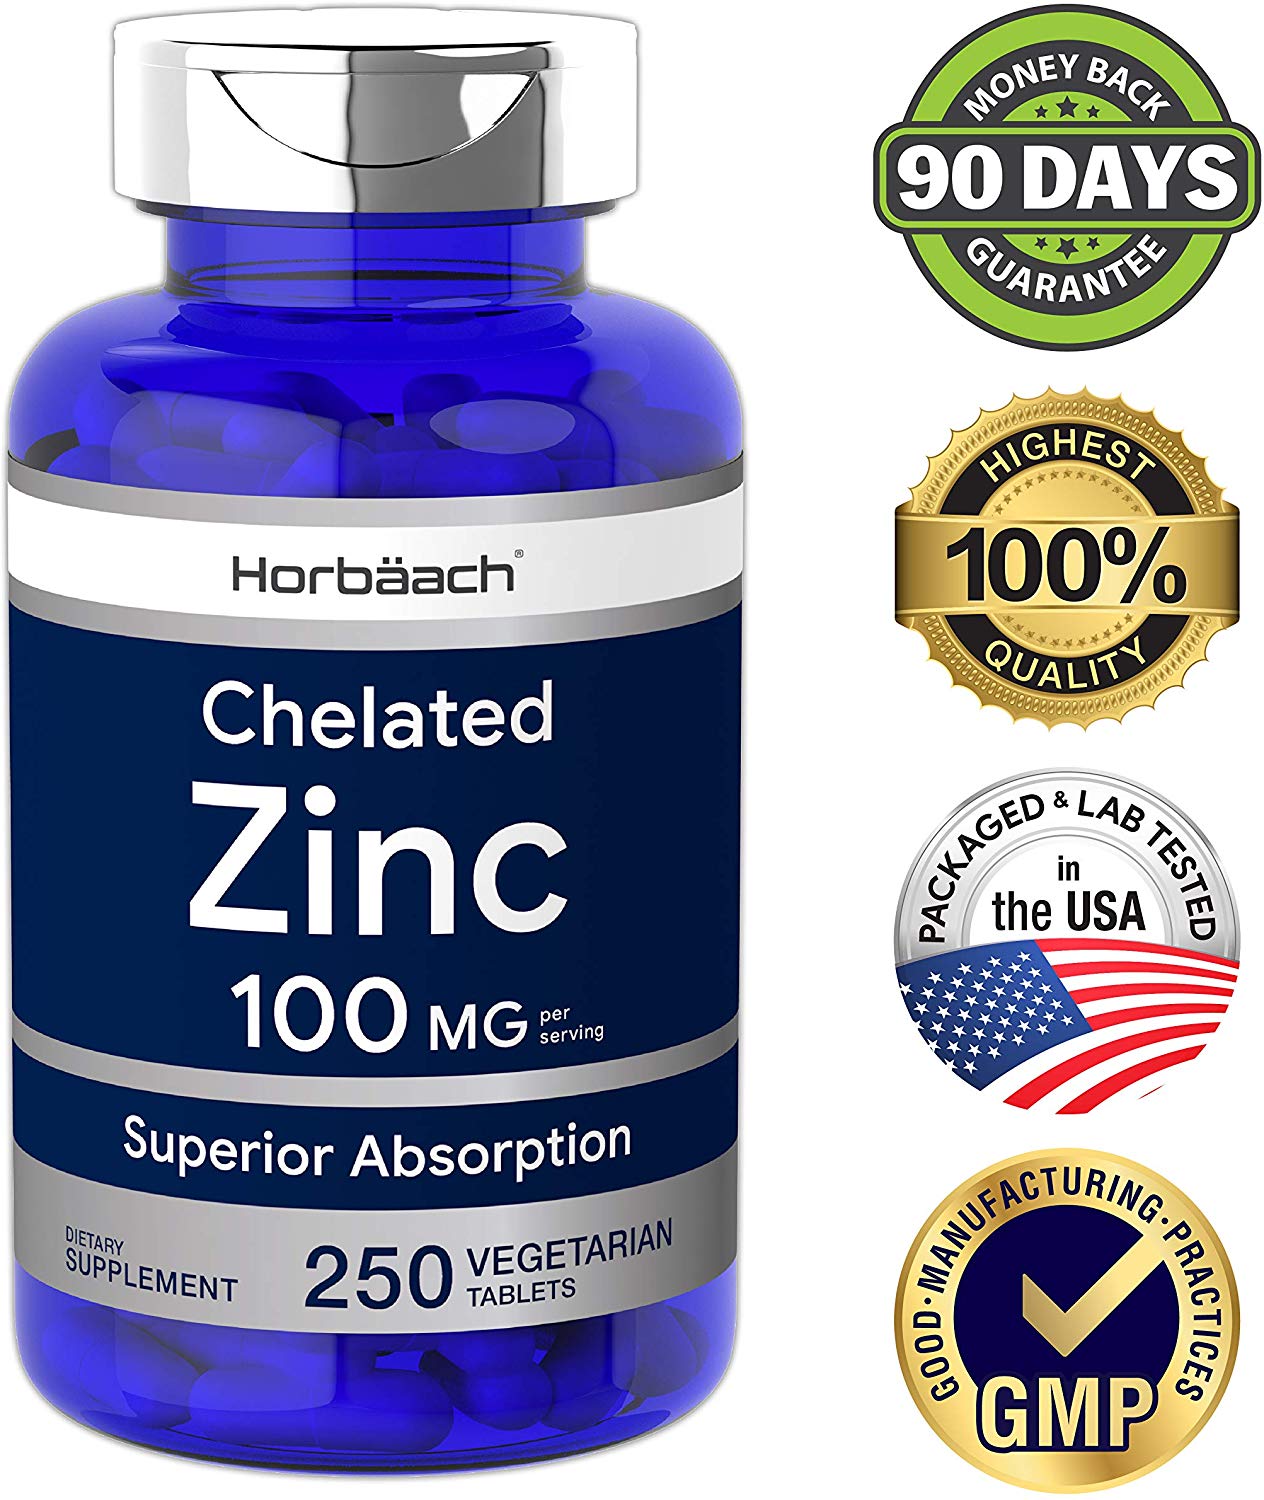 Horbäach®
Chelated
Zinc
100 MG per serving
Superior Absorption
DIETARY
SUPPLEMENT
250 VEGETARIAN
TABLETS
MONEY BACK
90 DAYS
GUARANTEE
HIGHEST
100%
QUALITY
PACKAGED & LAB TESTED
in
the USA
GOOD·MANUFACTURING·PRACTICES
GMP